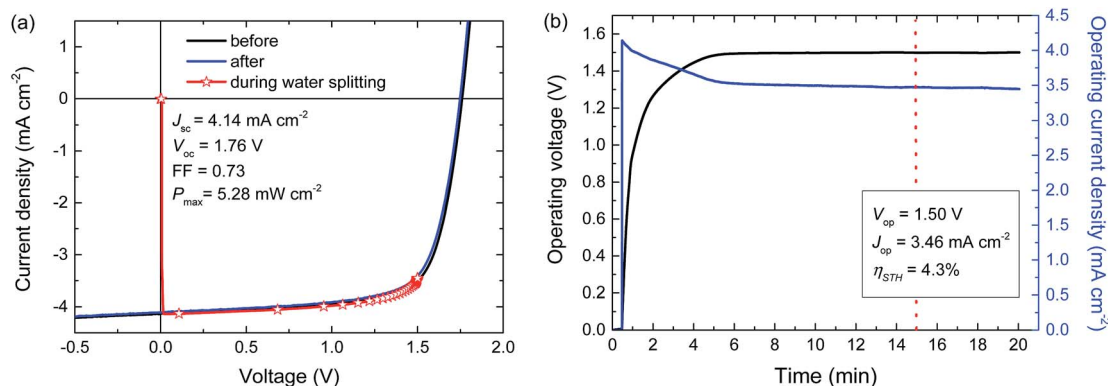 (a)
before
after
during water splitting
Jsc = 4.14 mA cm-2
Voc = 1.76 V
FF = 0.73
Pmax= 5.28 mW cm-2
Current density (mA cm-2)
1
0
-1
-2
-3
-4
-0.5
0.0
0.5
1.0
1.5
2.0
Voltage (V)
(b)
Operating voltage (V)
1.6
1.4
1.2
1.0
0.8
0.6
0.4
0.2
0.0
0
2
4
6
8
10
12
14
16
18
20
Time (min)
Vop = 1.50 V
Jop = 3.46 mA cm-2
ηSTH = 4.3%
4.5
4.0
3.5
3.0
2.5
2.0
1.5
1.0
0.5
0.0
Operating current density (mA cm-2)